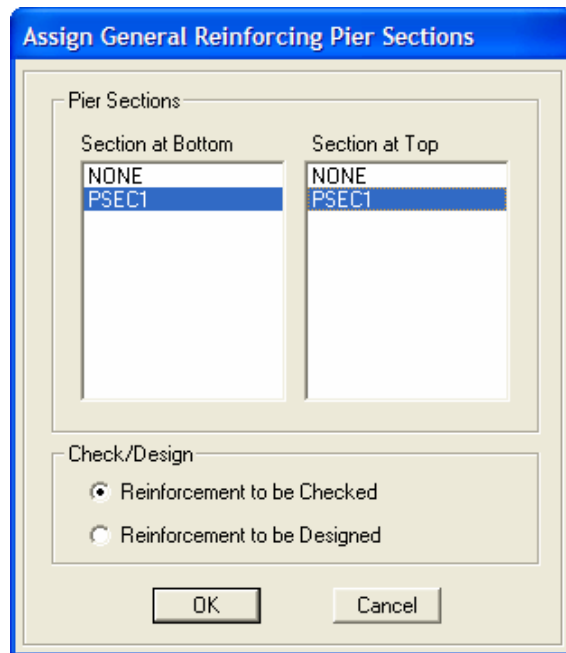 Assign General Reinforcing Pier Sections
Pier Sections
Section at Bottom
NONE
PSEC1
Section at Top
NONE
PSEC1
Check/Design
Reinforcement to be Checked
Reinforcement to be Designed
OK
Cancel